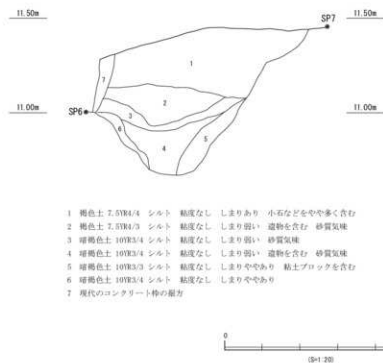 11.50m
SP7
11.50m
1
7
2
11.00m
SP6
3
11.00m
6
5
4
1 褐色土 7.5YR4/4 シルト 粘度なし しまりあり 小石などをやや多く含む
2 褐色土 7.5YR4/3 シルト 粘度なし しまり弱い 遺物を含む 砂質気味
3 暗褐色土 10YR3/4 シルト 粘度なし しまり弱い 砂質気味
4 暗褐色土 10YR3/4 シルト 粘度なし しまり弱い 遺物を含む 砂質気味
5 暗褐色土 10YR3/3 シルト 粘度なし しまりややあり 粘土ブロックを含む
6 暗褐色土 10YR3/4 シルト 粘度なし しまりややあり
7 現代のコンクリート枠の掘方
0
(S=1:20)